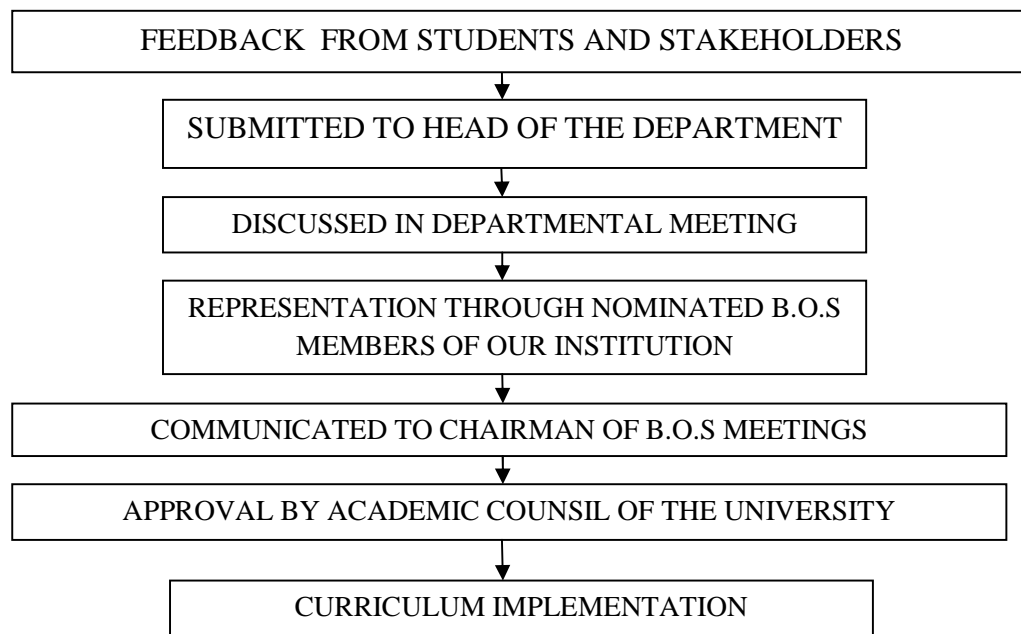 FEEDBACK FROM STUDENTS AND STAKEHOLDERS
SUBMITTED TO HEAD OF THE DEPARTMENT
DISCUSSED IN DEPARTMENTAL MEETING
REPRESENTATION THROUGH NOMINATED B.O.S
MEMBERS OF OUR INSTITUTION
COMMUNICATED TO CHAIRMAN OF B.O.S MEETINGS
APPROVAL BY ACADEMIC COUNSIL OF THE UNIVERSITY
CURRICULUM IMPLEMENTATION